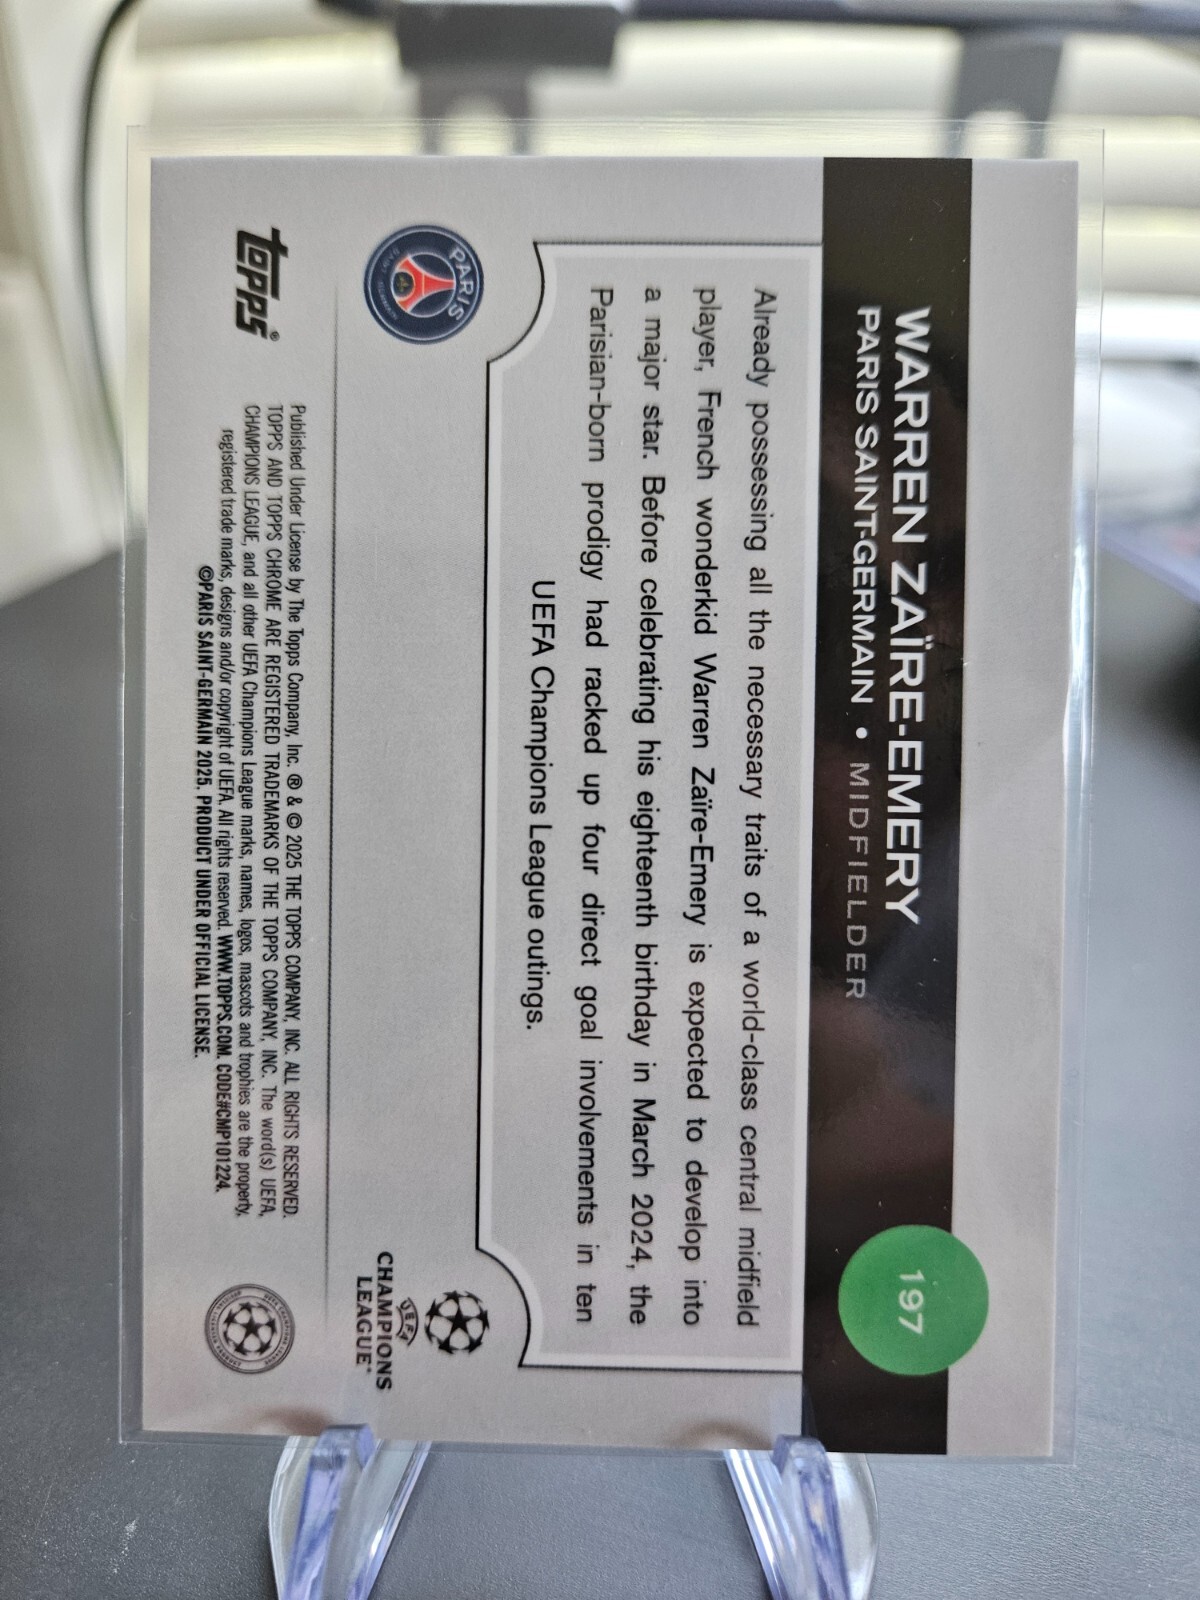 WARREN ZAÏRE-EMERY
PARIS SAINT-GERMAIN • MIDFIELDER
197
Already possessing all the necessary traits of a world-class central midfield
player, French wonderkid Warren Zaïre-Emery is expected to develop into
a major star. Before celebrating his eighteenth birthday in March 2024, the
Parisian-born prodigy had racked up four direct goal involvements in ten
UEFA Champions League outings.
PARIS
UEFA
CHAMPIONS
LEAGUE
topps®
Published Under License by The Topps Company, Inc. ® & © 2025 THE TOPPS COMPANY, INC. ALL RIGHTS RESERVED.
TOPPS AND TOPPS CHROME ARE REGISTERED TRADEMARKS OF THE TOPPS COMPANY, INC. The word(s) UEFA,
CHAMPIONS LEAGUE, and all other UEFA Champions League marks, names, logos, mascots and trophies are the property,
registered trade marks, designs and/or copyright of UEFA. All rights reserved. WWW.TOPPS.COM. CODE#CMP101224.
©PARIS SAINT-GERMAIN 2025. PRODUCT UNDER OFFICIAL LICENSE.